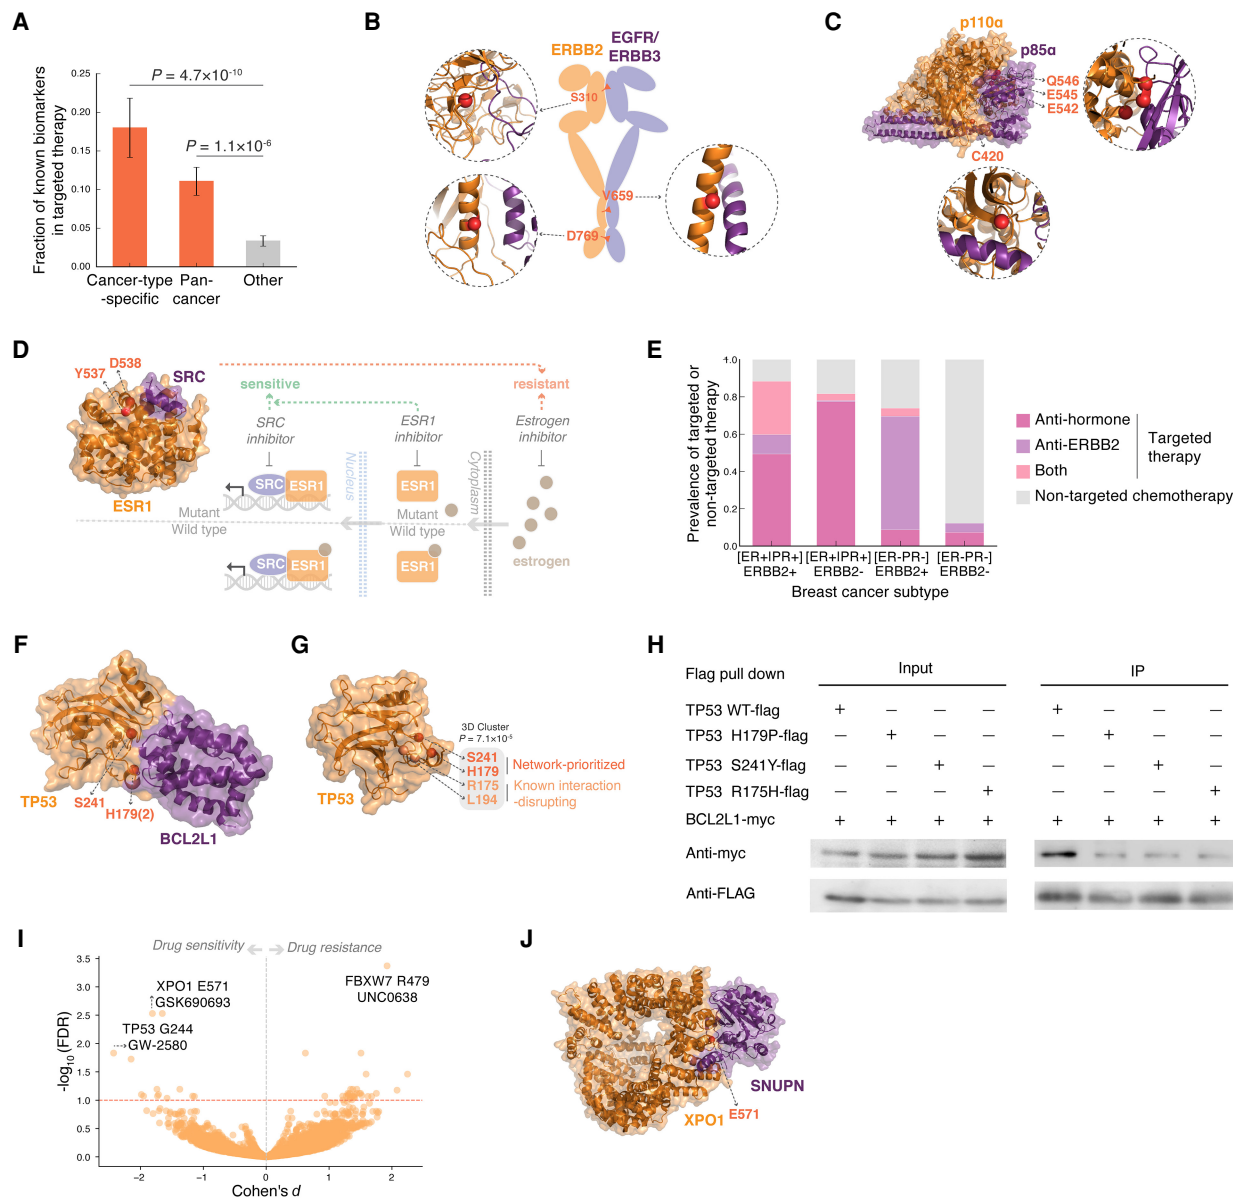 A
Fraction of known biomarkers
in targeted therapy
0.25
0.20
0.15
0.10
0.05
0.00
P = 4.7×10-10
P = 1.1×10-6
Cancer-type
-specific
Pan-
cancer
Other
B
ERBB2
EGFR/
ERBB3
S310
V659
D769
C
p110α
p85α
Q546
E545
E542
C420
D
Y537
D538
SRC
ESR1
sensitive
resistant
SRC
inhibitor
ESR1
inhibitor
Estrogen
inhibitor
Nucleus
Cytoplasm
SRC
ESR1
ESR1
Mutant
Wild type
Mutant
Wild type
SRC
ESR1
ESR1
estrogen
E
Prevalence of targeted or
non-targeted therapy
1.0
0.8
0.6
0.4
0.2
0.0
[ER+IPR+]
ERBB2+
[ER+IPR+]
ERBB2-
[ER-PR-]
ERBB2+
[ER-PR-]
ERBB2-
Breast cancer subtype
Anti-hormone
Anti-ERBB2
Both
Non-targeted chemotherapy
Targeted
therapy
F
TP53
S241
H179(2)
BCL2L1
G
TP53
3D Cluster
P = 7.1×10-5
S241
H179
R175
L194
Network-prioritized
Known interaction
-disrupting
H
Flag pull down
Input
IP
TP53 WT-flag + — — — + — — —
TP53 H179P-flag — + — — — + — —
TP53 S241Y-flag — — + — — — + —
TP53 R175H-flag — — — + — — — +
BCL2L1-myc + + + + + + + +
Anti-myc
Anti-FLAG
I
Drug sensitivity
Drug resistance
-log10(FDR)
3.5
3.0
2.5
2.0
1.5
1.0
0.5
0.0
XPO1 E571
GSK690693
TP53 G244
GW-2580
FBXW7 R479
UNC0638
−2
−1
0
1
2
Cohen's d
J
SNUPN
XPO1
E571